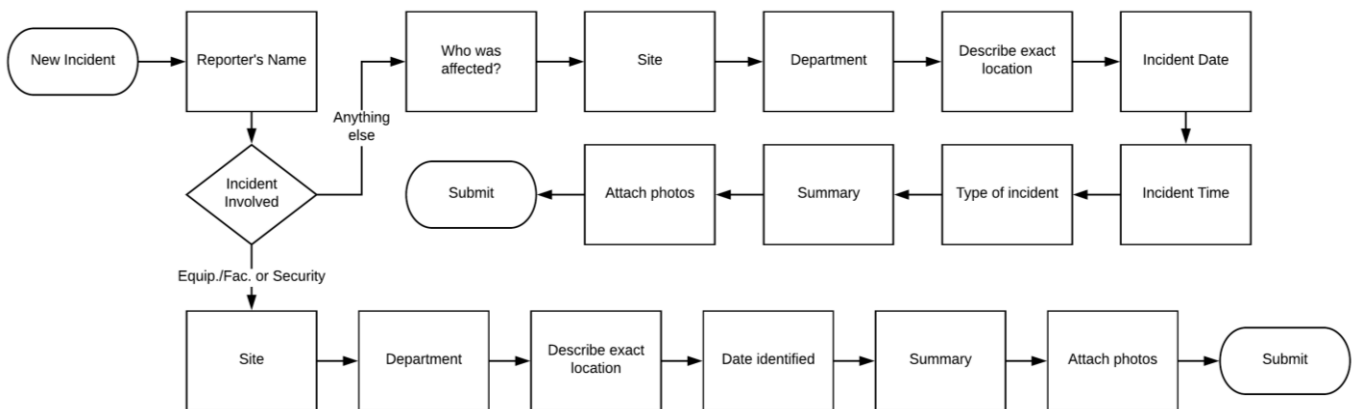 New Incident
Reporter's Name
Who was
affected?
Site
Department
Describe exact
location
Incident Date
Anything
else
Incident
Involved
Submit
Attach photos
Summary
Type of incident
Incident Time
Equip./Fac. or Security
Site
Department
Describe exact
location
Date identified
Summary
Attach photos
Submit